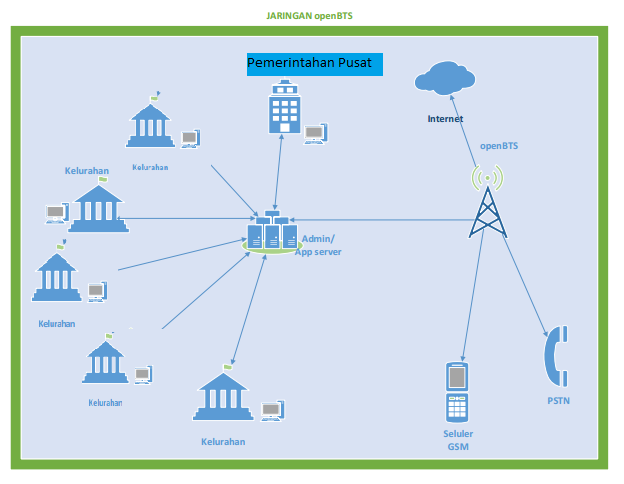 JARINGAN openBTS
Pemerintahan Pusat
Internet
openBTS
Kelurahan
Kelurahan
Admin/
App server
Kelurahan
Kelurahan
Kelurahan
Seluler
GSM
PSTN